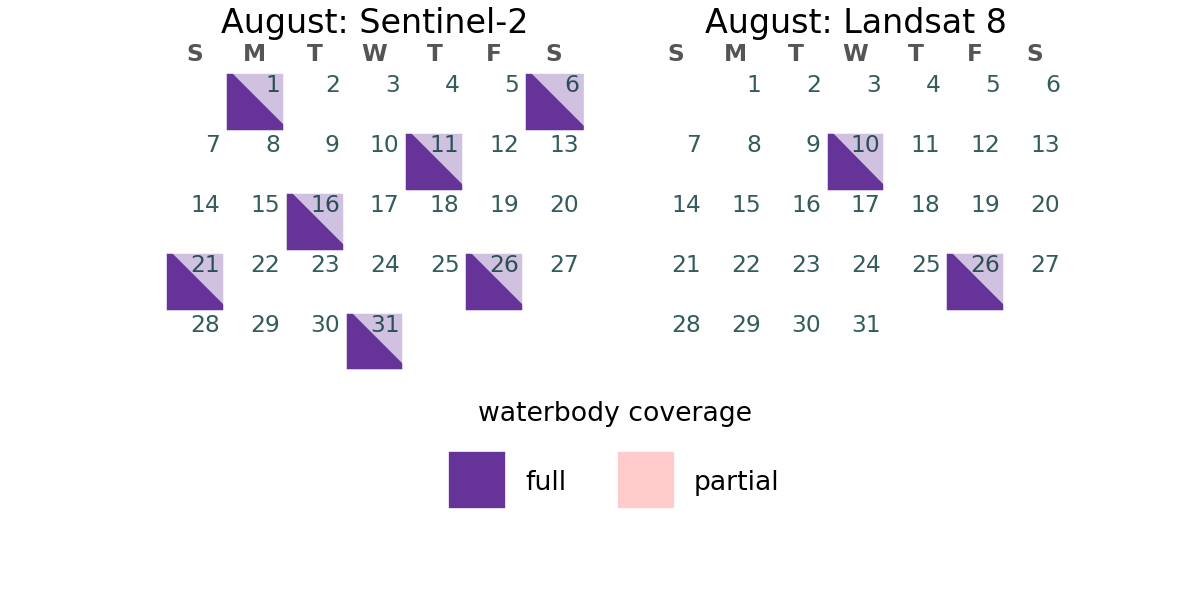 August: Sentinel-2
S M T W T F S
1 2 3 4 5 6
7 8 9 10 11 12 13
14 15 16 17 18 19 20
21 22 23 24 25 26 27
28 29 30 31
August: Landsat 8
S M T W T F S
1 2 3 4 5 6
7 8 9 10 11 12 13
14 15 16 17 18 19 20
21 22 23 24 25 26 27
28 29 30 31
waterbody coverage
full partial